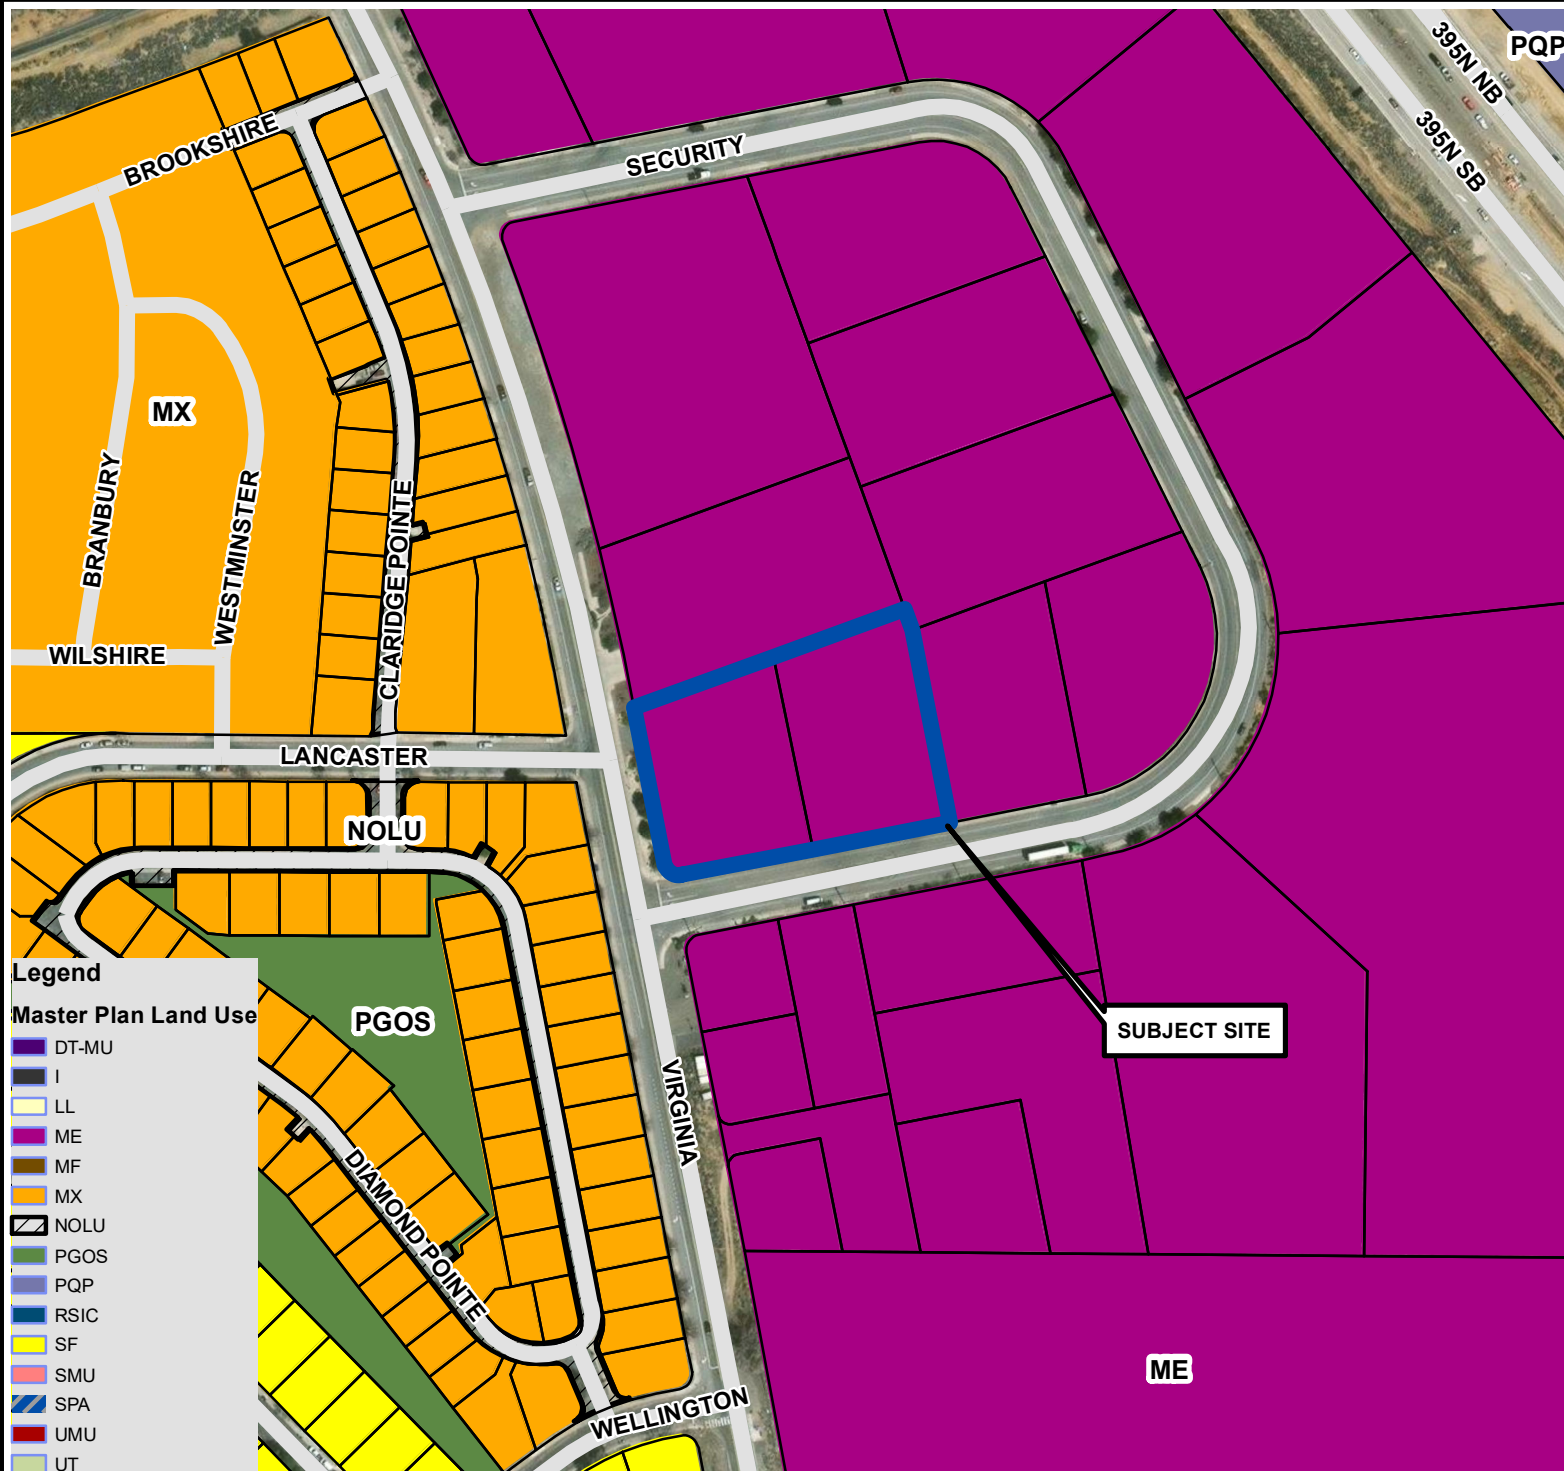 395N NB
PQP
395N SB
BROOKSHIRE
SECURITY
MX
BRANBURY
WESTMINSTER
CLARIDGE POINTE
WILSHIRE
LANCASTER
NOLU
PGOS
SUBJECT SITE
VIRGINIA
DIAMOND POINTE
WELLINGTON
ME
Legend
Master Plan Land Use
DT-MU
I
LL
ME
MF
MX
NOLU
PGOS
PQP
RSIC
SF
SMU
SPA
UMU
UT